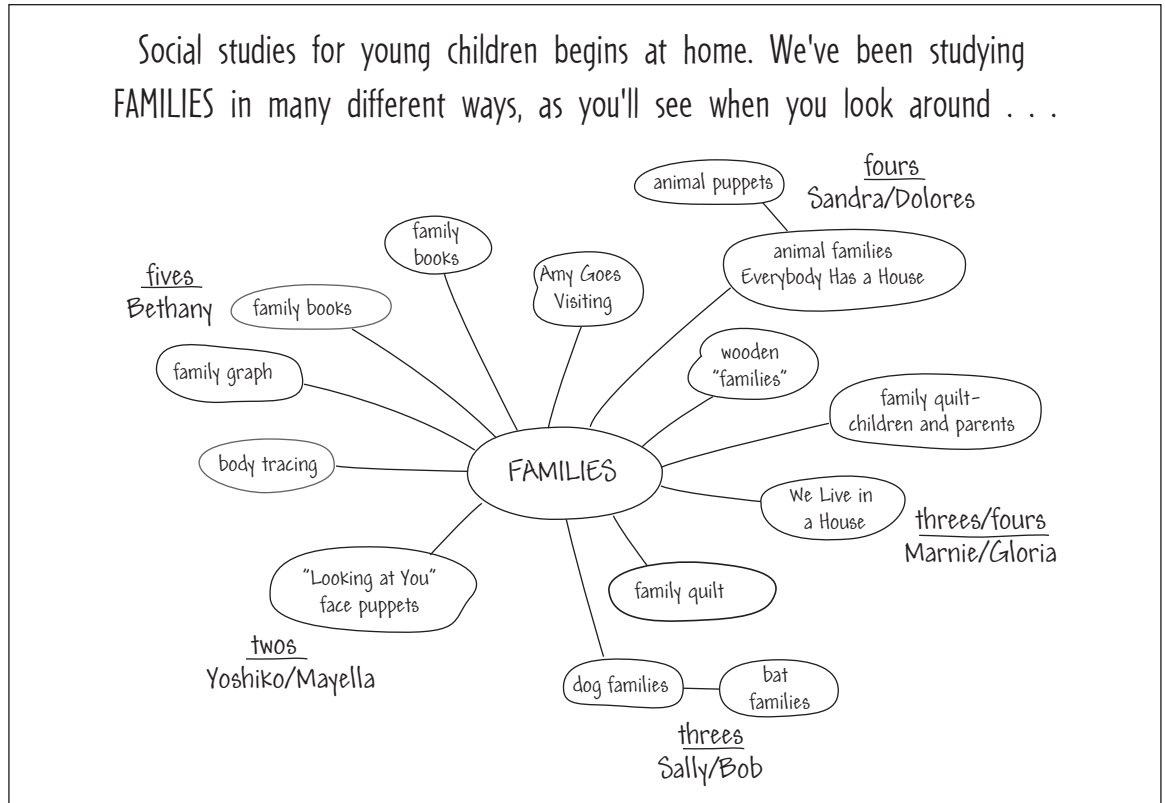 Social studies for young children begins at home. We've been studying
FAMILIES in many different ways, as you'll see when you look around . . .
fours
Sandra/Dolores
animal puppets
animal families
Everybody Has a House
family
books
Amy Goes
Visiting
fives
Bethany
family books
family graph
wooden
"families"
family quilt-
children and parents
body tracing
FAMILIES
We Live in
a House
threes/fours
Marnie/Gloria
"Looking at You"
face puppets
family quilt
twos
Yoshiko/Mayella
dog families
bat
families
threes
Sally/Bob